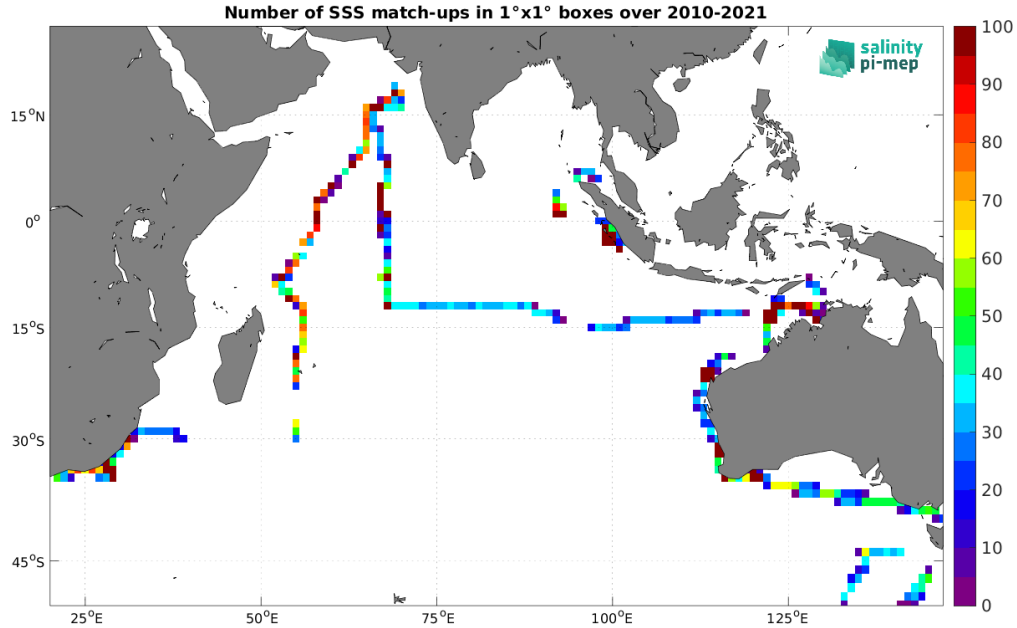 Number of SSS match-ups in 1°x1° boxes over 2010-2021
salinity
pi-mep
100
90
80
70
60
50
40
30
20
10
0
15°N
0°
15°S
30°S
45°S
25°E
50°E
75°E
100°E
125°E